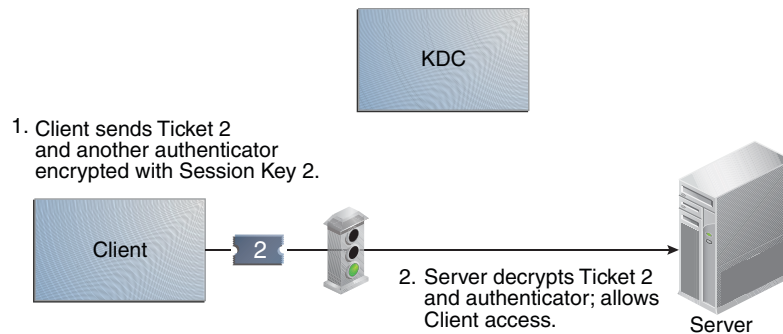 KDC
1. Client sends Ticket 2
and another authenticator
encrypted with Session Key 2.
Client
2
2. Server decrypts Ticket 2
and authenticator; allows
Client access.
Server